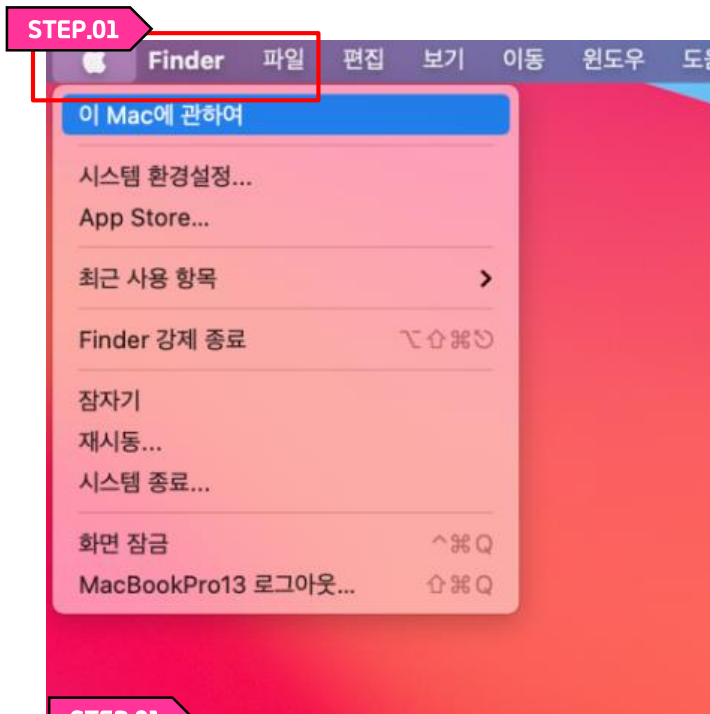 STEP.01
Finder 파일 편집 보기 이동 윈도우
이 Mac에 관하여
시스템 환경설정...
App Store...
최근 사용 항목
Finder 강제 종료 ⌥⇧⌘⎋
잠자기
재시동...
시스템 종료...
화면 잠금 ^⌘Q
MacBookPro13 로그아웃... ⇧⌘Q